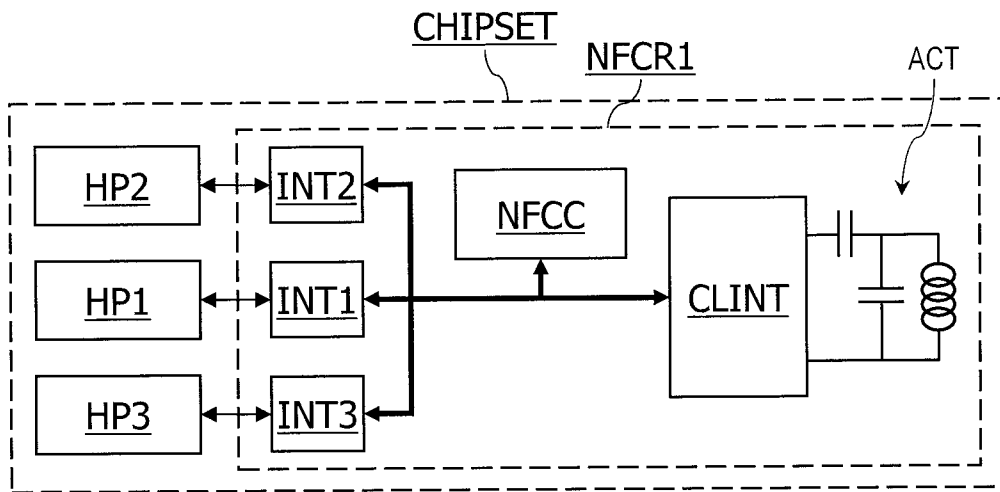 CHIPSET
NFCR1
ACT
HP2
INT2
NFCC
HP1
INT1
CLINT
HP3
INT3